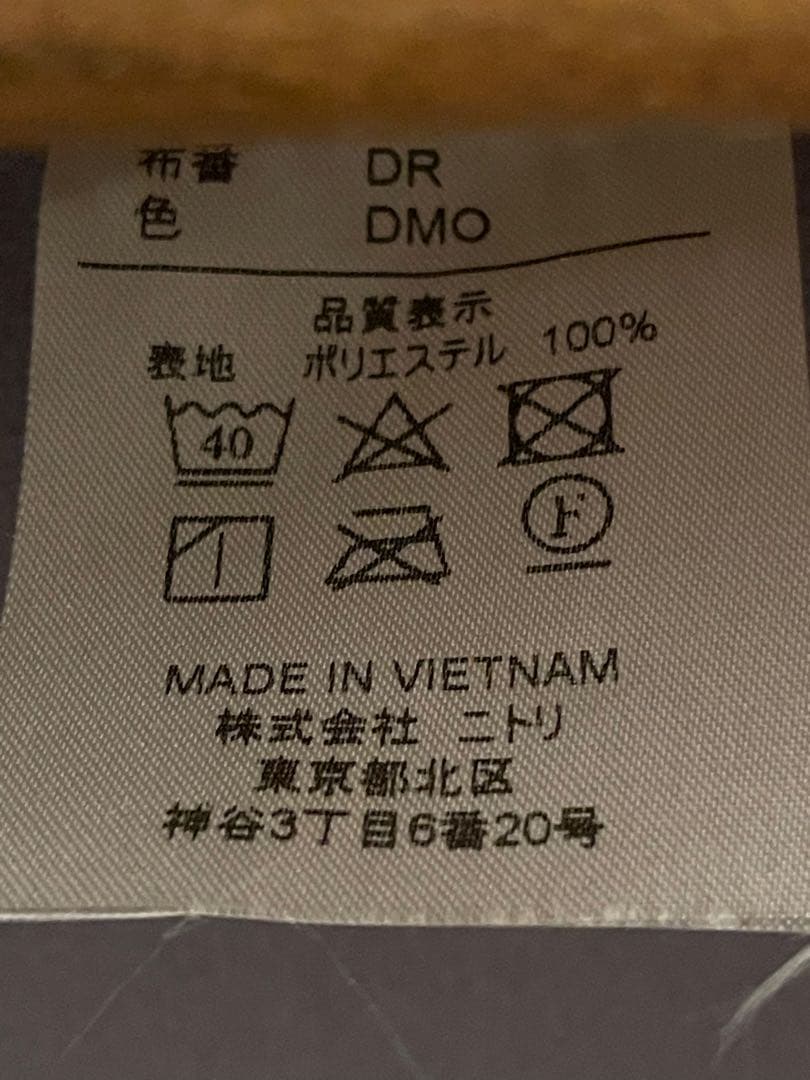 布番 DR
色 DMO
品質表示
表地 ポリエステル 100%
40
ド
MADE IN VIETNAM
株式会社 ニトリ
東京都北区
神谷3丁目6番20号